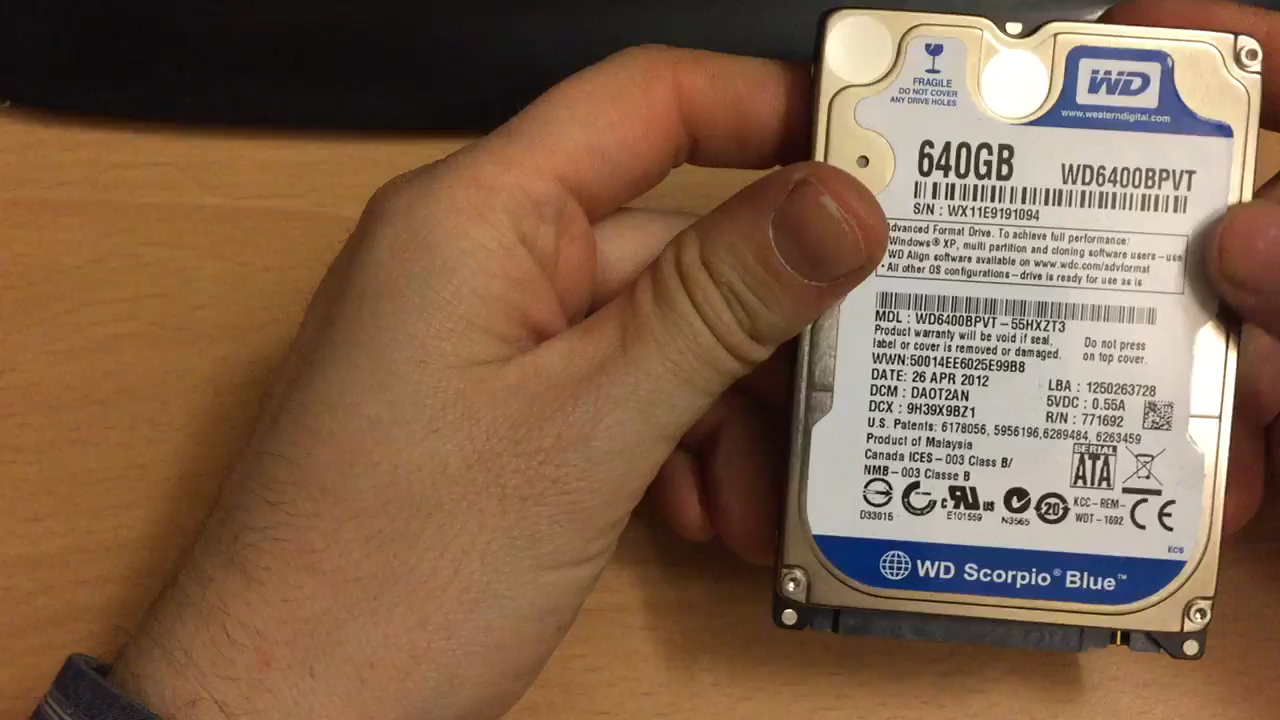 FRAGILE
DO NOT COVER
ANY DRIVE HOLES
WD
www.westerndigital.com
640GB
WD6400BPVT
S/N : WX11E9191094
Advanced Format Drive. To achieve full performance:
Windows® XP, multi partition and cloning software users – use
WD Align software available on www.wdc.com/advformat
• All other OS configurations – drive is ready for use as is
MDL : WD6400BPVT – 55HXZT3
Product warranty will be void if seal,
label or cover is removed or damaged.
Do not press
on top cover.
WWN:50014EE6025E99B8
DATE: 26 APR 2012
DCM : DAOT2AN
DCX : 9H39X9BZ1
LBA : 1250263728
5VDC : 0.55A
R/N : 771692
U.S. Patents: 6178056, 5956196,6289484, 6263459
Product of Malaysia
Canada ICES – 003 Class B/
NMB – 003 Classe B
SERIAL
ATA
D33015
c RU us
E101559
N3565
20
KCC – REM –
WDT – 1692
CE
ECS
WD Scorpio® Blue™